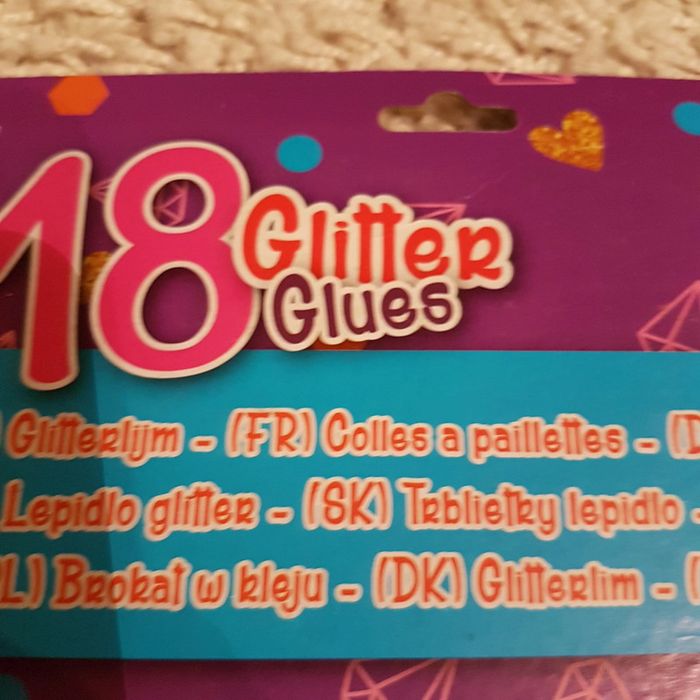 18 Glitter
Glues
) Glitterlijm - (FR) Colles a paillettes - (D
Lepidlo glitter - (SK) Trblietky lepidlo -
L) Brokat w kleju - (DK) Glitterlim - (